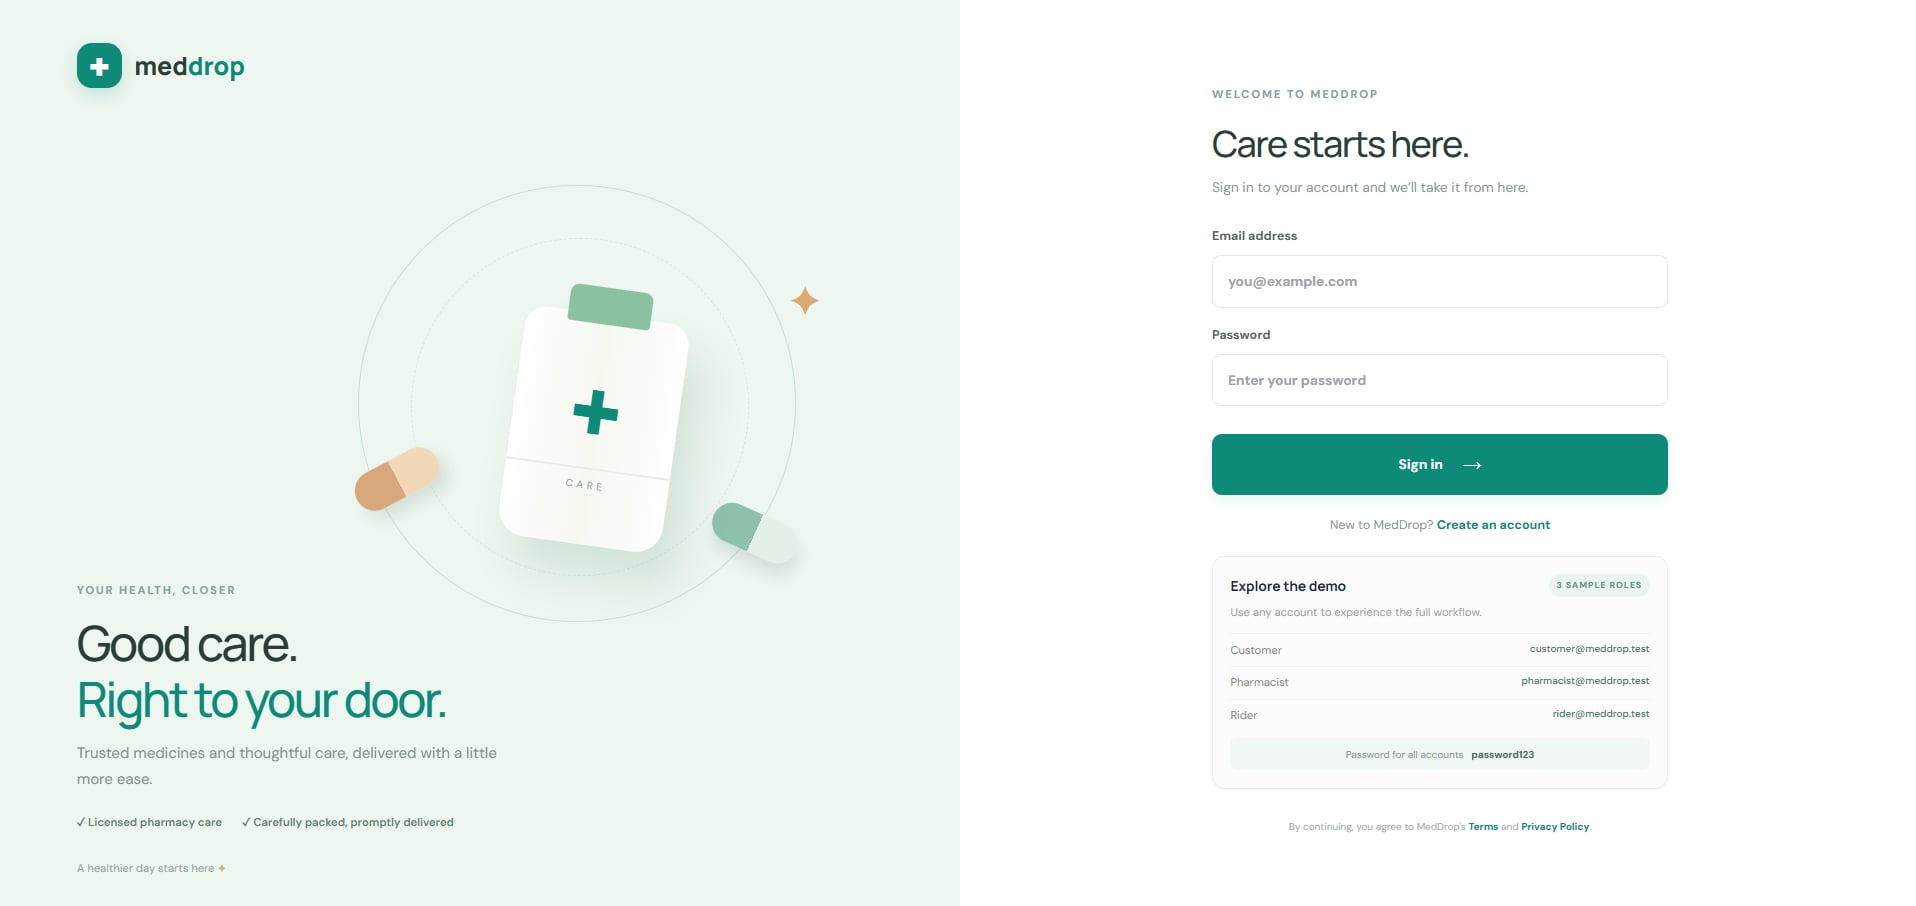 meddrop
CARE
YOUR HEALTH, CLOSER
Good care.
Right to your door.
Trusted medicines and thoughtful care, delivered with a little
more ease.
✓ Licensed pharmacy care ✓ Carefully packed, promptly delivered
A healthier day starts here ✦
WELCOME TO MEDDROP
Care starts here.
Sign in to your account and we’ll take it from here.
Email address
you@example.com
Password
Enter your password
Sign in →
New to MedDrop? Create an account
Explore the demo 3 SAMPLE ROLES
Use any account to experience the full workflow.
Customer customer@meddrop.test
Pharmacist pharmacist@meddrop.test
Rider rider@meddrop.test
Password for all accounts password123
By continuing, you agree to MedDrop's Terms and Privacy Policy.